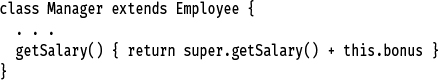 class Manager extends Employee {
  . . .
  getSalary() { return super.getSalary() + this.bonus }
}